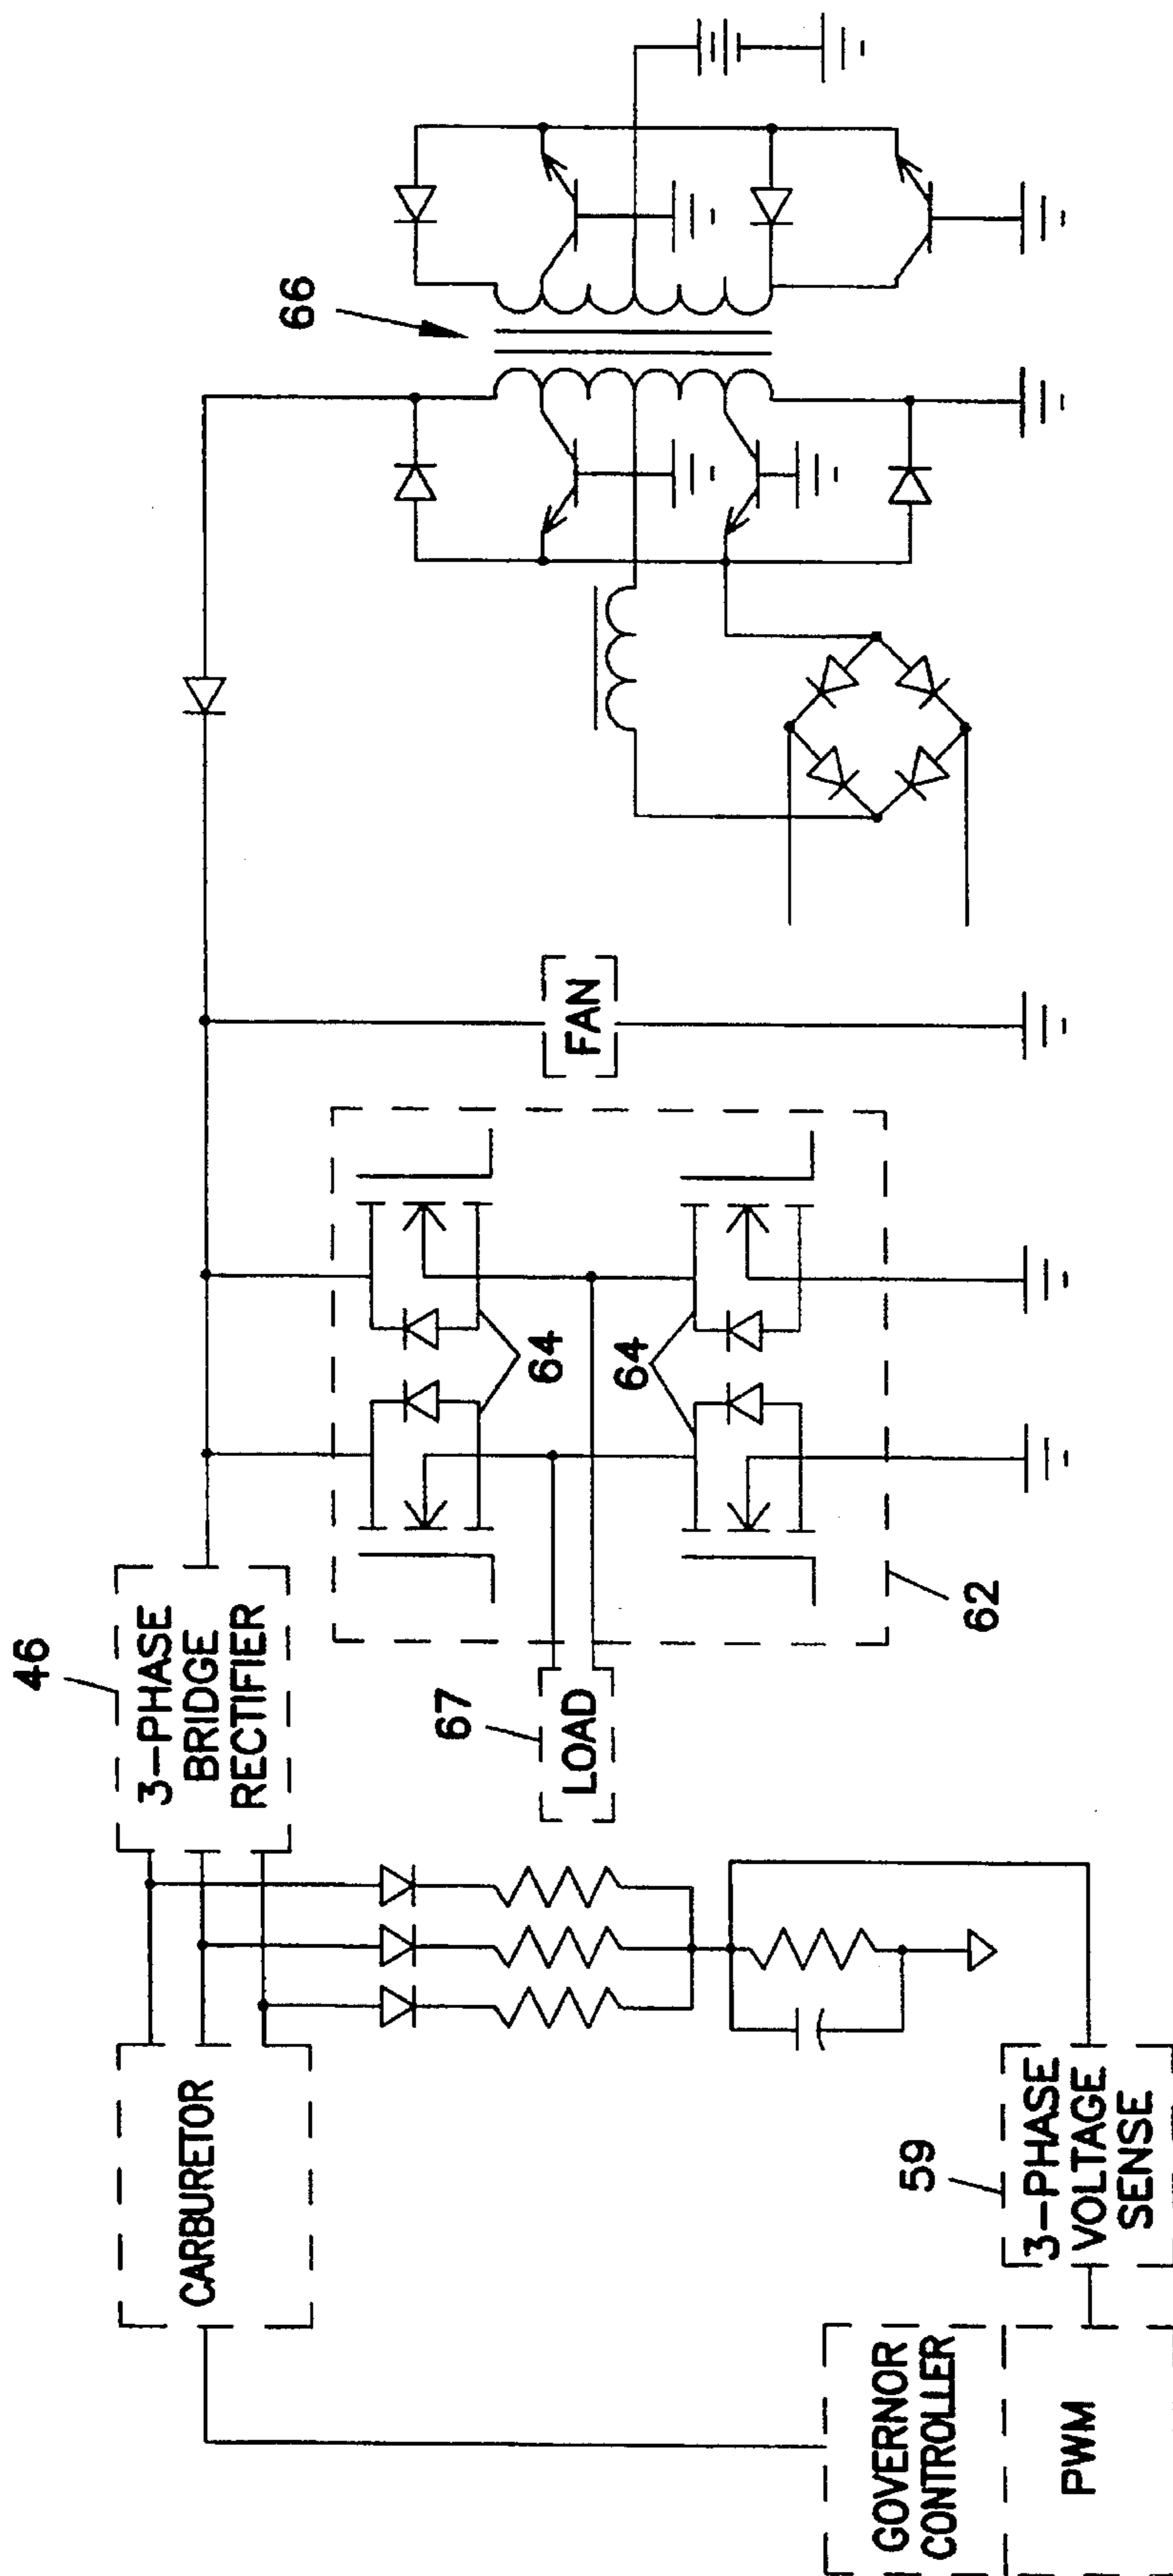 46
3-PHASE
BRIDGE
RECTIFIER
CARBURETOR
GOVERNOR
CONTROLLER
PWM
59
3-PHASE
VOLTAGE
SENSE
67
LOAD
64
64
62
FAN
66